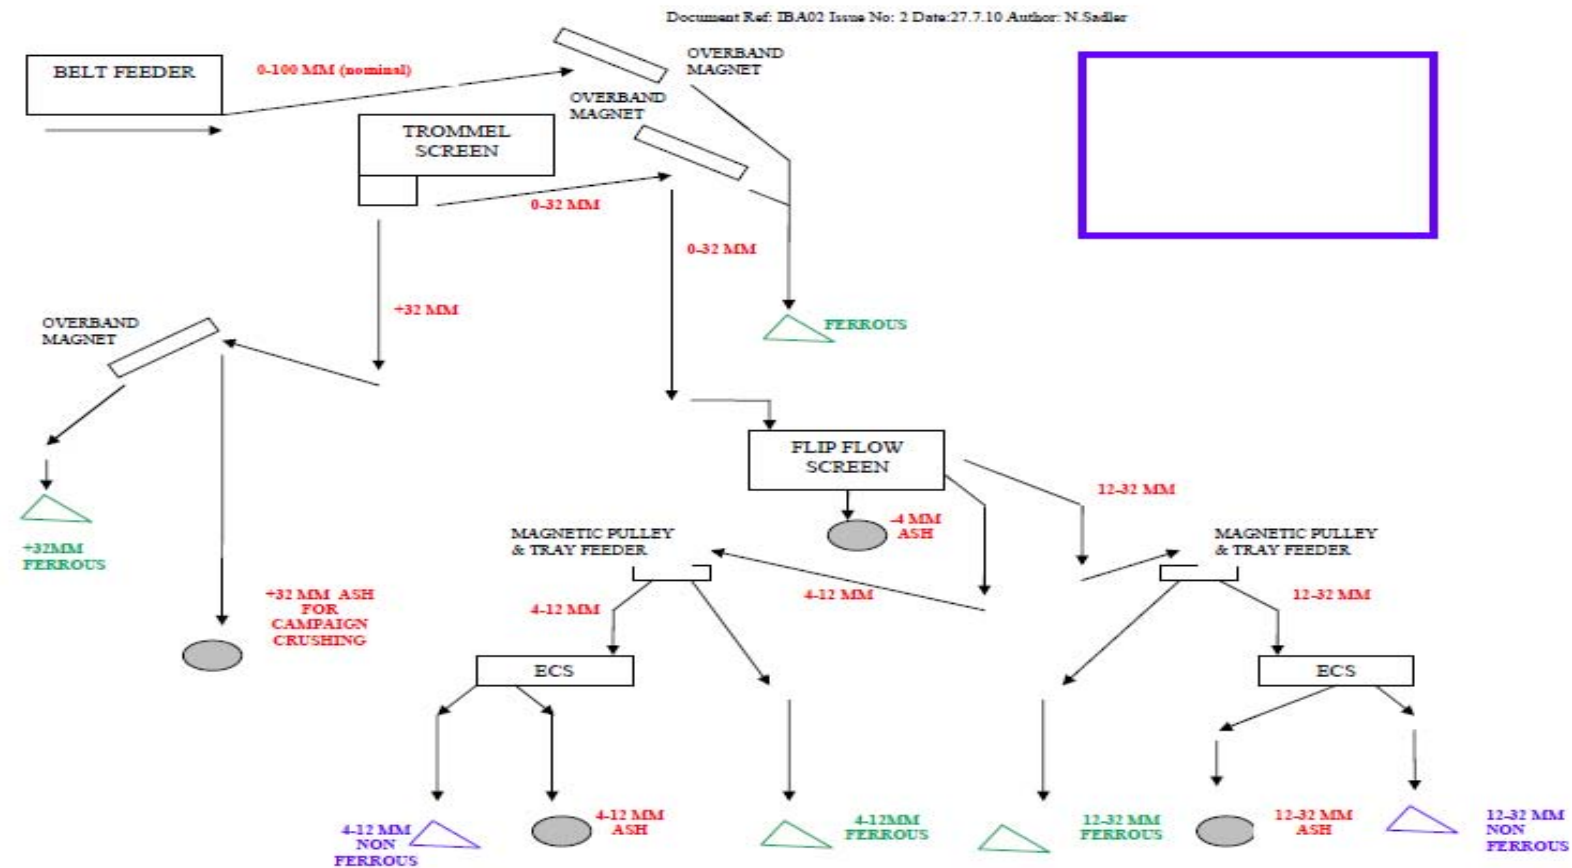 Document Ref: IBA02 Issue No: 2 Date:27.7.10 Author: N.Sadler
BELT FEEDER
0-100 MM (nominal)
OVERBAND
MAGNET
OVERBAND
MAGNET
TROMMEL
SCREEN
0-32 MM
0-32 MM
+32 MM
OVERBAND
MAGNET
FERROUS
FLIP FLOW
SCREEN
12-32 MM
-4 MM
ASH
MAGNETIC PULLEY
& TRAY FEEDER
MAGNETIC PULLEY
& TRAY FEEDER
+32MM
FERROUS
+32 MM ASH
FOR
CAMPAIGN
CRUSHING
4-12 MM
4-12 MM
12-32 MM
ECS
ECS
4-12 MM
NON
FERROUS
4-12 MM
ASH
4-12MM
FERROUS
12-32 MM
FERROUS
12-32 MM
ASH
12-32 MM
NON
FERROUS